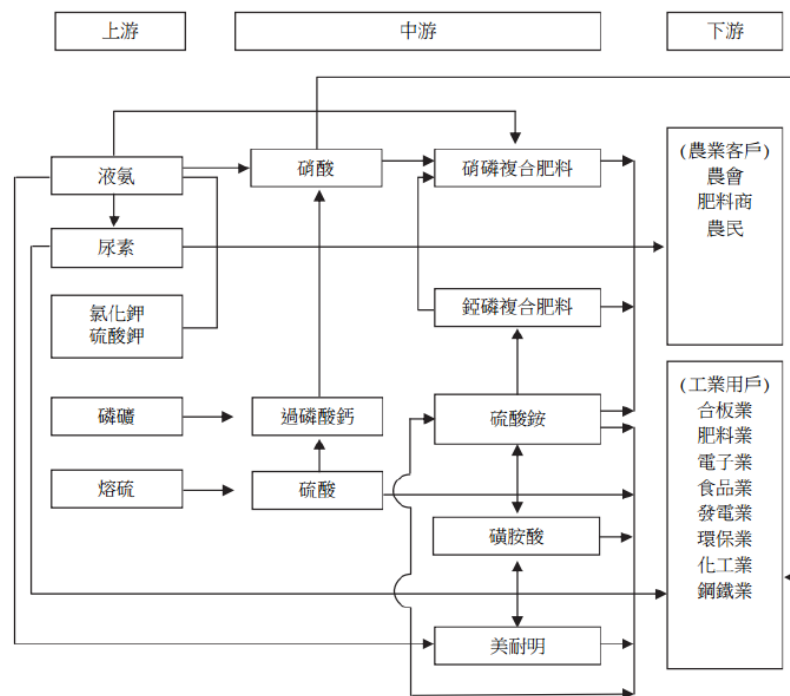 上游
中游
下游
液氨
硝酸
硝磷複合肥料
(農業客戶)
農會
肥料商
農民
尿素
氯化鉀
硫酸鉀
錏磷複合肥料
磷礦
過磷酸鈣
硫酸銨
(工業用戶)
合板業
肥料業
電子業
食品業
發電業
環保業
化工業
鋼鐵業
熔硫
硫酸
磺胺酸
美耐明